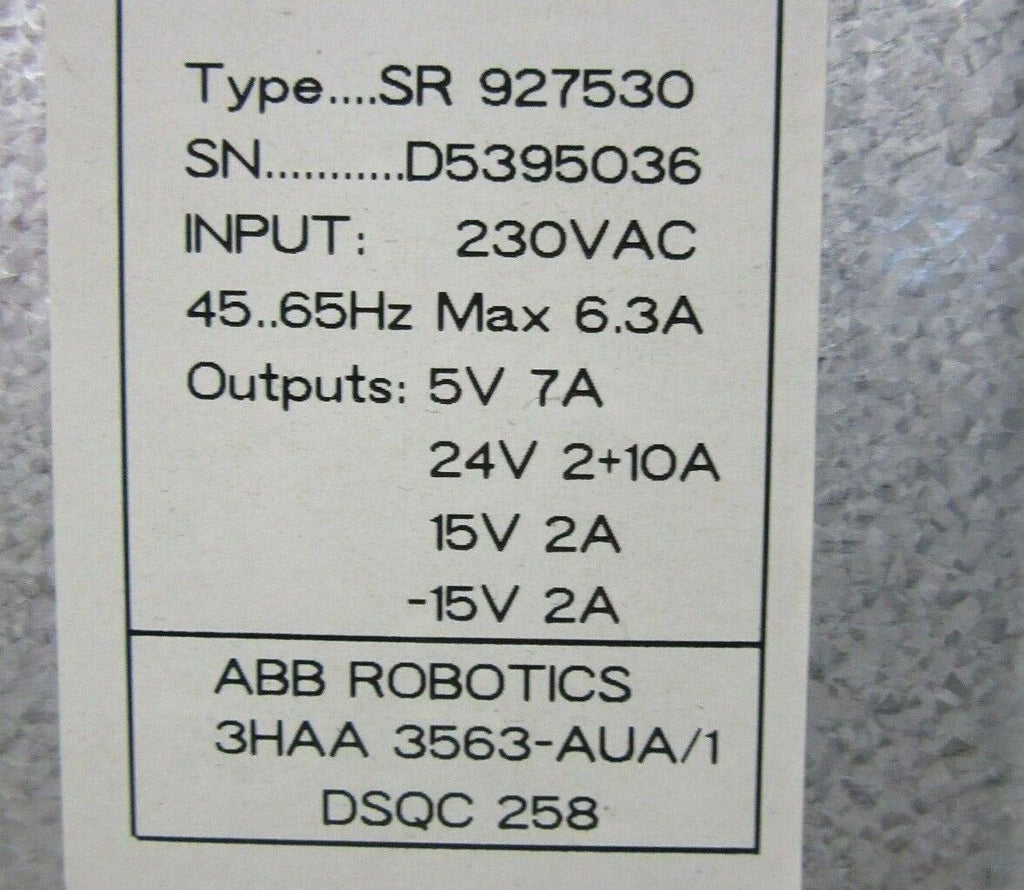 Type....SR 927530
SN...........D5395036
INPUT: 230VAC
45..65Hz Max 6.3A
Outputs: 5V 7A
24V 2+10A
15V 2A
-15V 2A
ABB ROBOTICS
3HAA 3563-AUA/1
DSQC 258